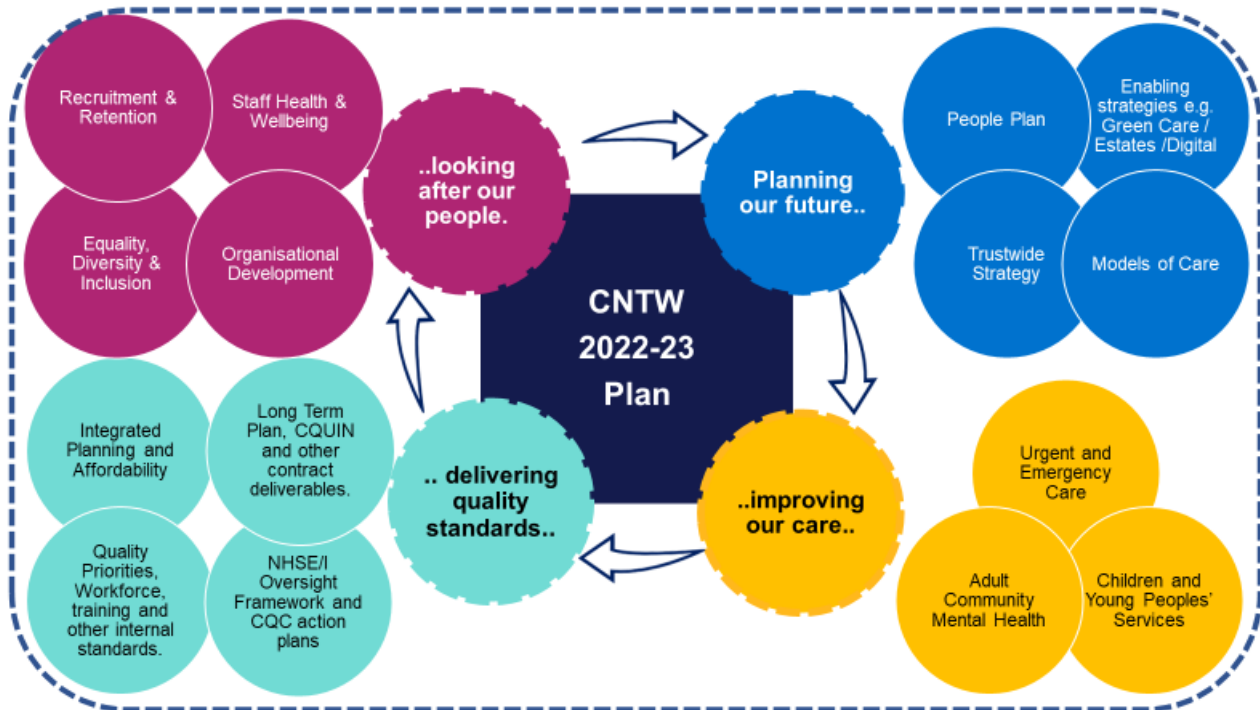 Recruitment &
Retention
Staff Health &
Wellbeing
Equality,
Diversity &
Inclusion
Organisational
Development
..looking
after our
people.
Planning
our future..
People Plan
Enabling
strategies e.g.
Green Care /
Estates /Digital
Trustwide
Strategy
Models of Care
CNTW
2022-23
Plan
Integrated
Planning and
Affordability
Long Term
Plan, CQUIN
and other
contract
deliverables.
Quality
Priorities,
Workforce,
training and
other internal
standards.
NHSE/I
Oversight
Framework and
CQC action
plans
.. delivering
quality
standards..
..improving
our care..
Urgent and
Emergency
Care
Adult
Community
Mental Health
Children and
Young Peoples'
Services